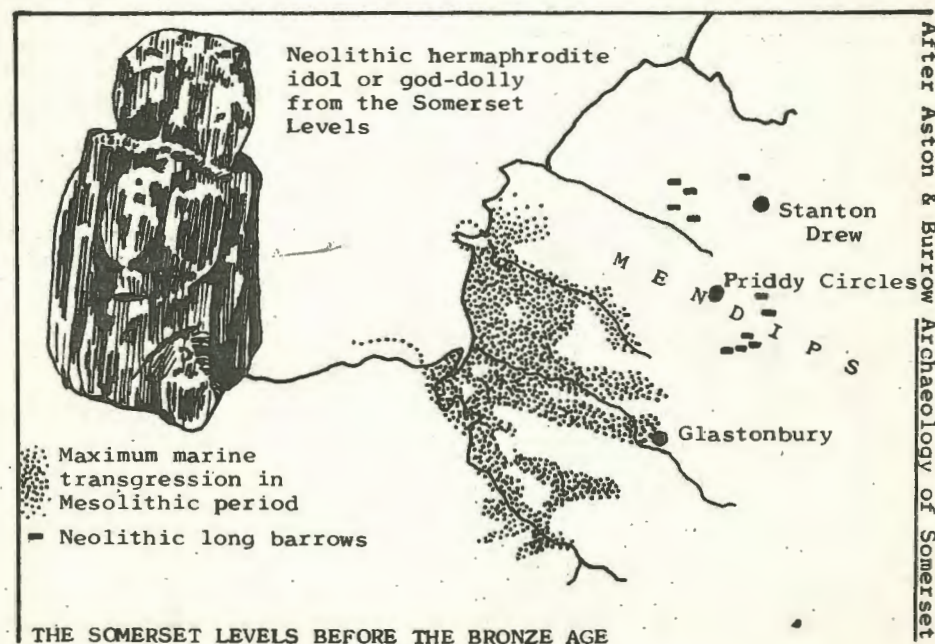 Neolithic hermaphrodite
idol or god-dolly
from the Somerset
Levels
Stanton
Drew
MENDIPS
Priddy Circles
Glastonbury
Maximum marine
transgression in
Mesolithic period
Neolithic long barrows
THE SOMERSET LEVELS BEFORE THE BRONZE AGE
After Aston & Burrow Archaeology of Somerset